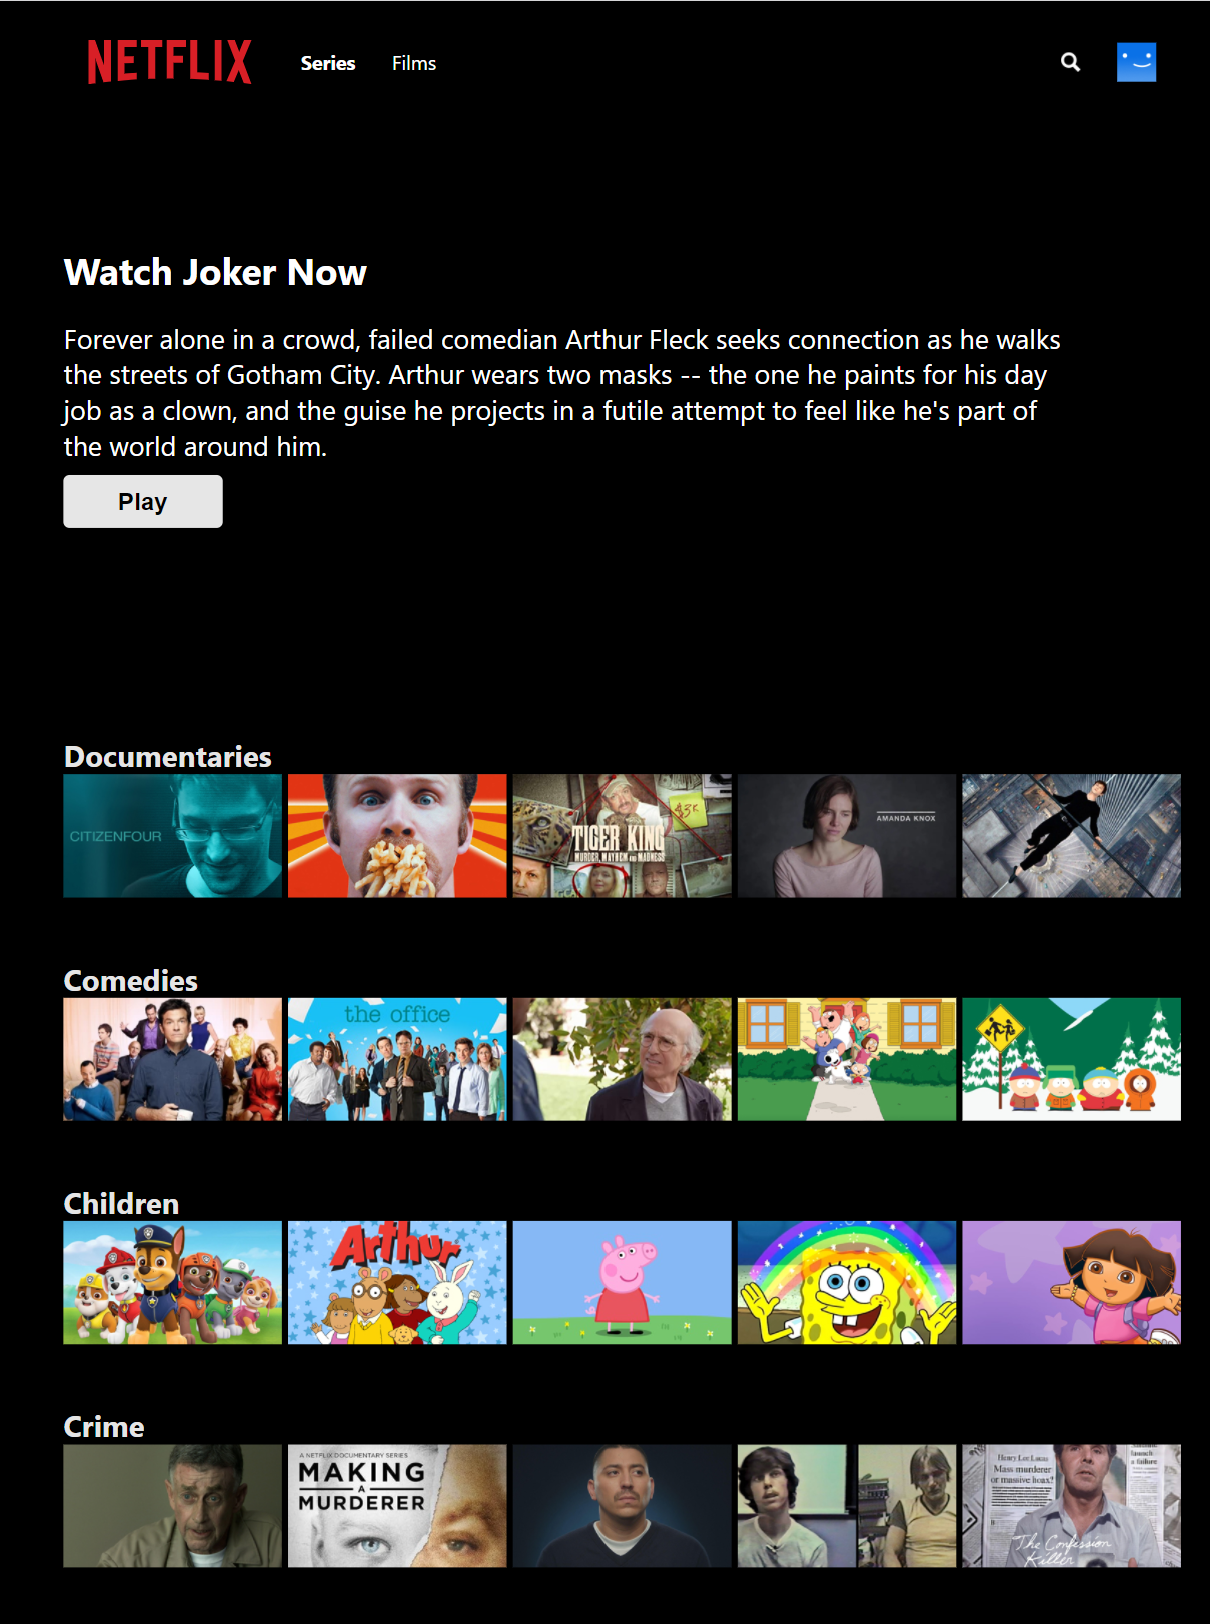 NETFLIX
Series
Films
Watch Joker Now
Forever alone in a crowd, failed comedian Arthur Fleck seeks connection as he walks
the streets of Gotham City. Arthur wears two masks -- the one he paints for his day
job as a clown, and the guise he projects in a futile attempt to feel like he's part of
the world around him.
Play
Documentaries
CITIZENFOUR
TIGER KING
MURDER, MAYHEM AND MADNESS
AMANDA KNOX
Comedies
the office
Children
Arthur
Crime
A NETFLIX DOCUMENTARY SERIES
MAKING
A
MURDERER
Henry Lee Lucas
Mass murderer
or massive hoax?
launch
a failure
The Confession
Killer